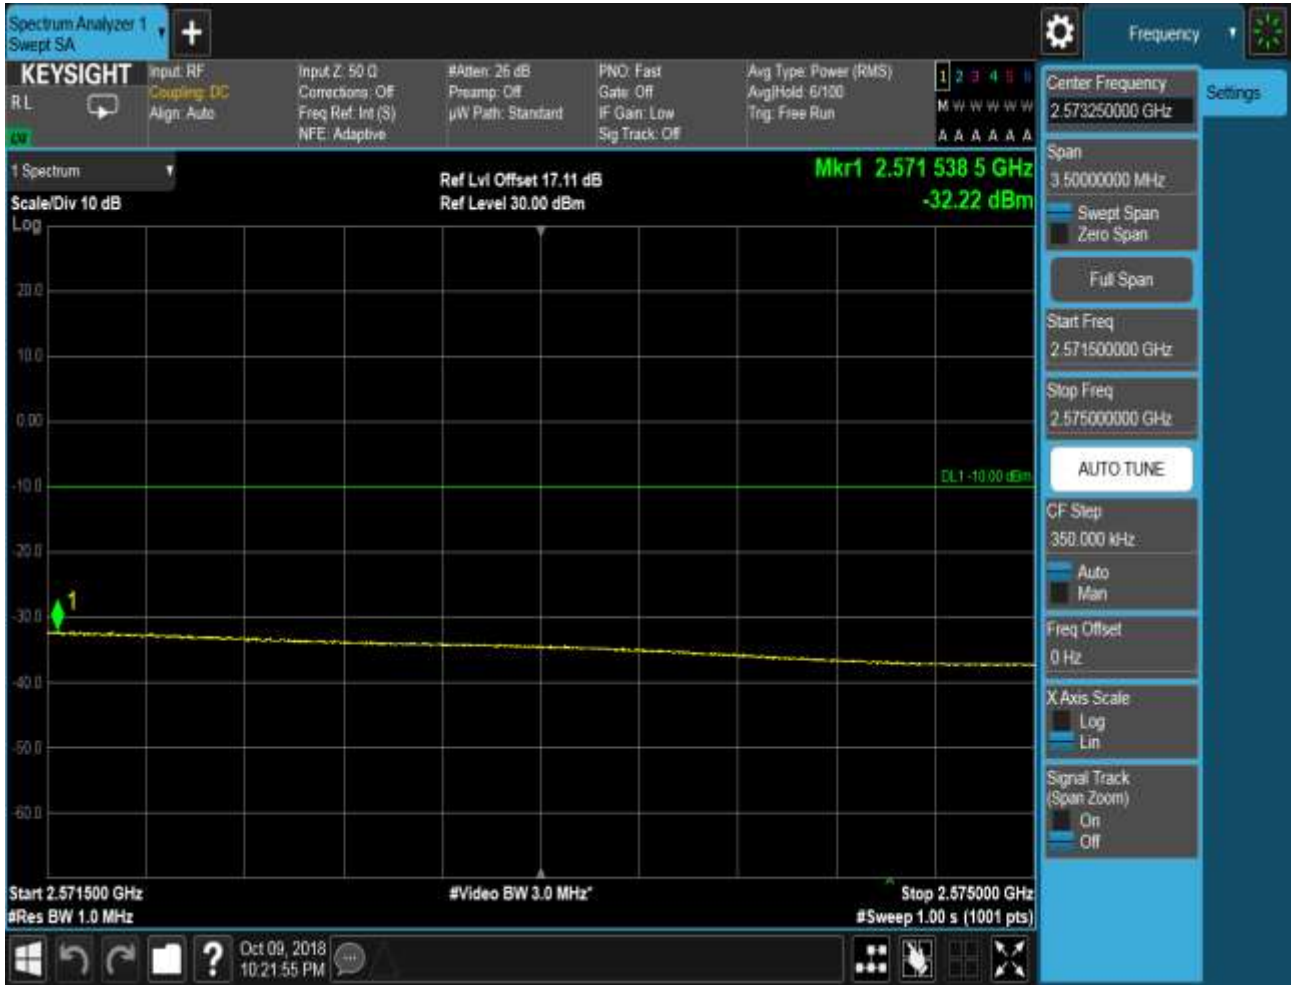 Spectrum Analyzer 1
Swept SA
Frequency
KEYSIGHT
R L
Input: RF
Coupling: DC
Align: Auto
Input Z: 50 Ω
Corrections: Off
Freq Ref: Int (S)
NFE: Adaptive
#Atten: 26 dB
Preamp: Off
µW Path: Standard
PNO: Fast
Gate: Off
IF Gain: Low
Sig Track: Off
Avg Type: Power (RMS)
Avg|Hold: 6/100
Trig: Free Run
1 2 3 4 5 6
M W W W W W
A A A A A A
1 Spectrum
Scale/Div 10 dB
Log
Ref Lvl Offset 17.11 dB
Ref Level 30.00 dBm
Mkr1 2.571 538 5 GHz
-32.22 dBm
20.0
10.0
0.00
-10.0
-20.0
-30.0
-40.0
-50.0
-60.0
DL1 -10.00 dBm
1
Start 2.571500 GHz
#Res BW 1.0 MHz
#Video BW 3.0 MHz*
Stop 2.575000 GHz
#Sweep 1.00 s (1001 pts)
Center Frequency
2.573250000 GHz
Settings
Span
3.50000000 MHz
Swept Span
Zero Span
Full Span
Start Freq
2.571500000 GHz
Stop Freq
2.575000000 GHz
AUTO TUNE
CF Step
350.000 kHz
Auto
Man
Freq Offset
0 Hz
X Axis Scale
Log
Lin
Signal Track
(Span Zoom)
On
Off
?
Oct 09, 2018
10:21:55 PM